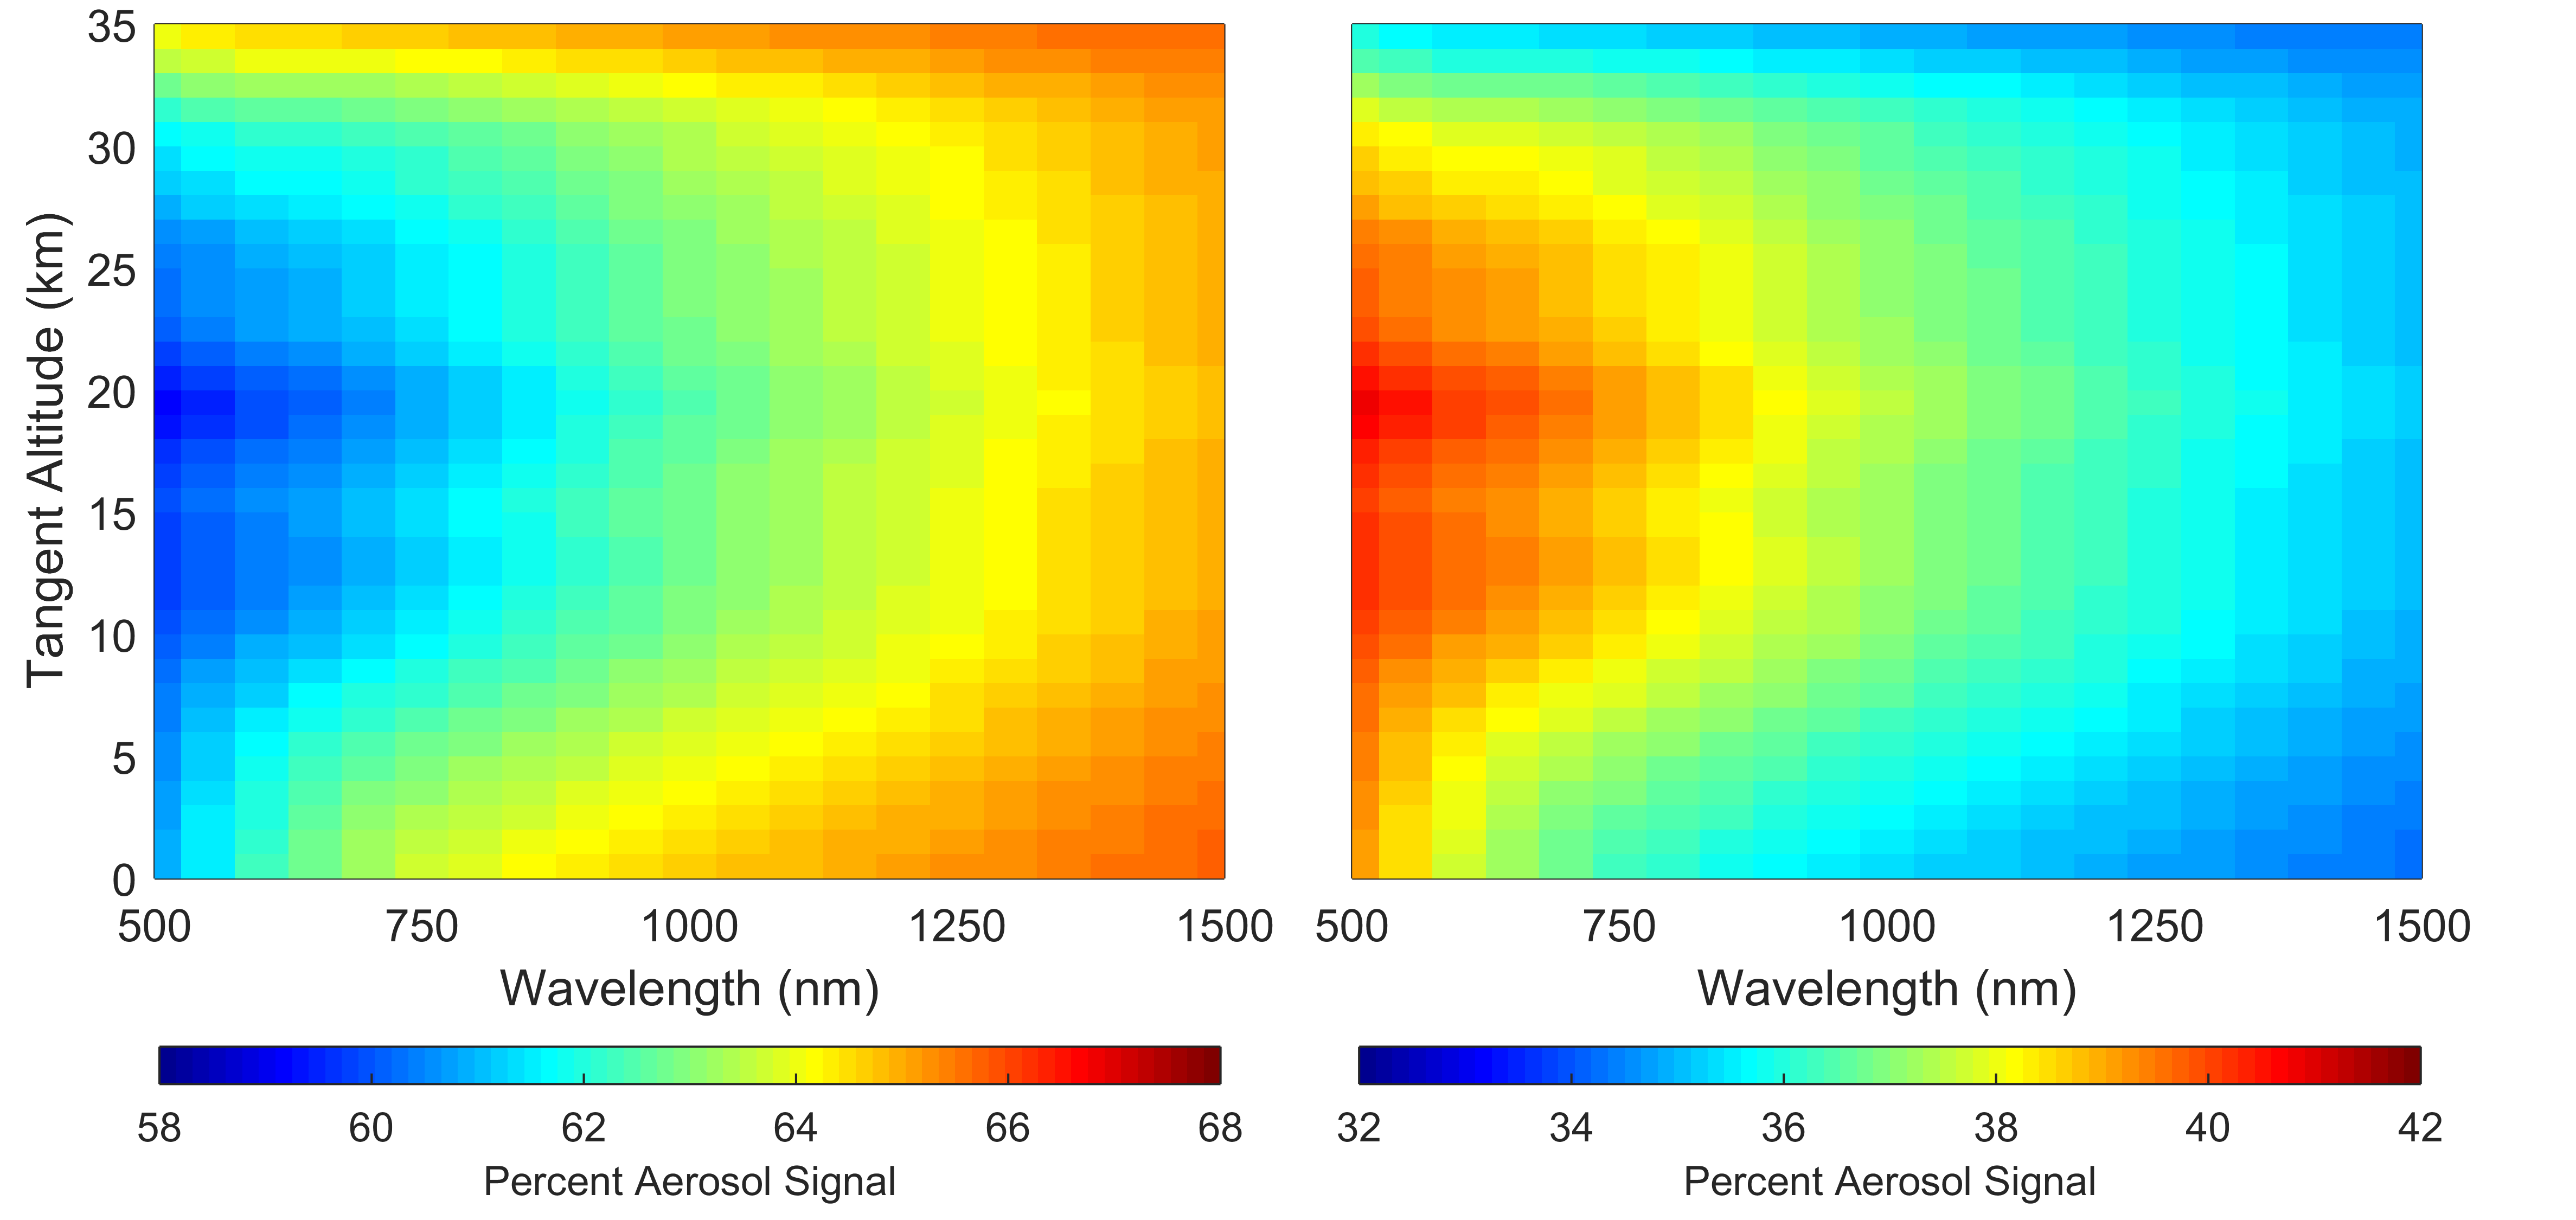 Tangent Altitude (km)
35
30
25
20
15
10
5
0
500 750 1000 1250 1500
Wavelength (nm)
58 60 62 64 66 68
Percent Aerosol Signal
500 750 1000 1250 1500
Wavelength (nm)
32 34 36 38 40 42
Percent Aerosol Signal